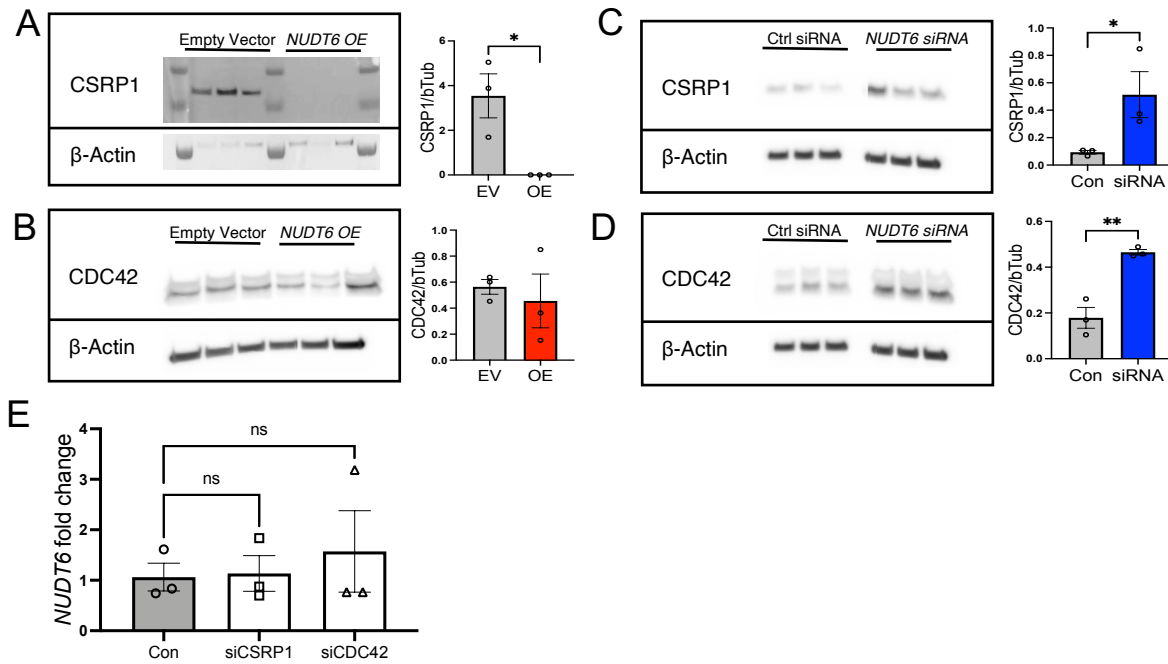 A
Empty Vector NUDT6 OE
CSRP1
β-Actin
CSRP1/bTub
6
4
2
0
*
EV OE
B
Empty Vector NUDT6 OE
CDC42
β-Actin
CDC42/bTub
1.0
0.8
0.6
0.4
0.2
0.0
EV OE
C
Ctrl siRNA NUDT6 siRNA
CSRP1
β-Actin
CSRP1/bTub
1.0
0.8
0.6
0.4
0.2
0.0
*
Con siRNA
D
Ctrl siRNA NUDT6 siRNA
CDC42
β-Actin
CDC42/bTub
0.6
0.4
0.2
0.0
**
Con siRNA
E
NUDT6 fold change
4
3
2
1
0
ns
ns
Con siCSRP1 siCDC42